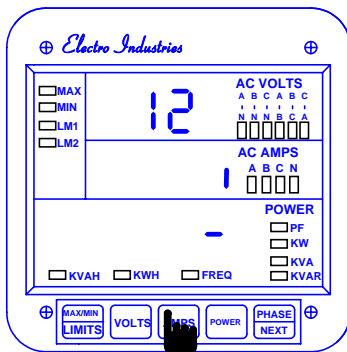 Electro Industries
MAX
MIN
LM1
LM2
12
AC VOLTS
A B C A B C
N N N B C A
AC AMPS
1
A B C N
POWER
-
PF
KW
KVA
KVAH KWH FREQ KVAR
MAX/MIN
LIMITS
VOLTS
POWER
PHASE
NEXT